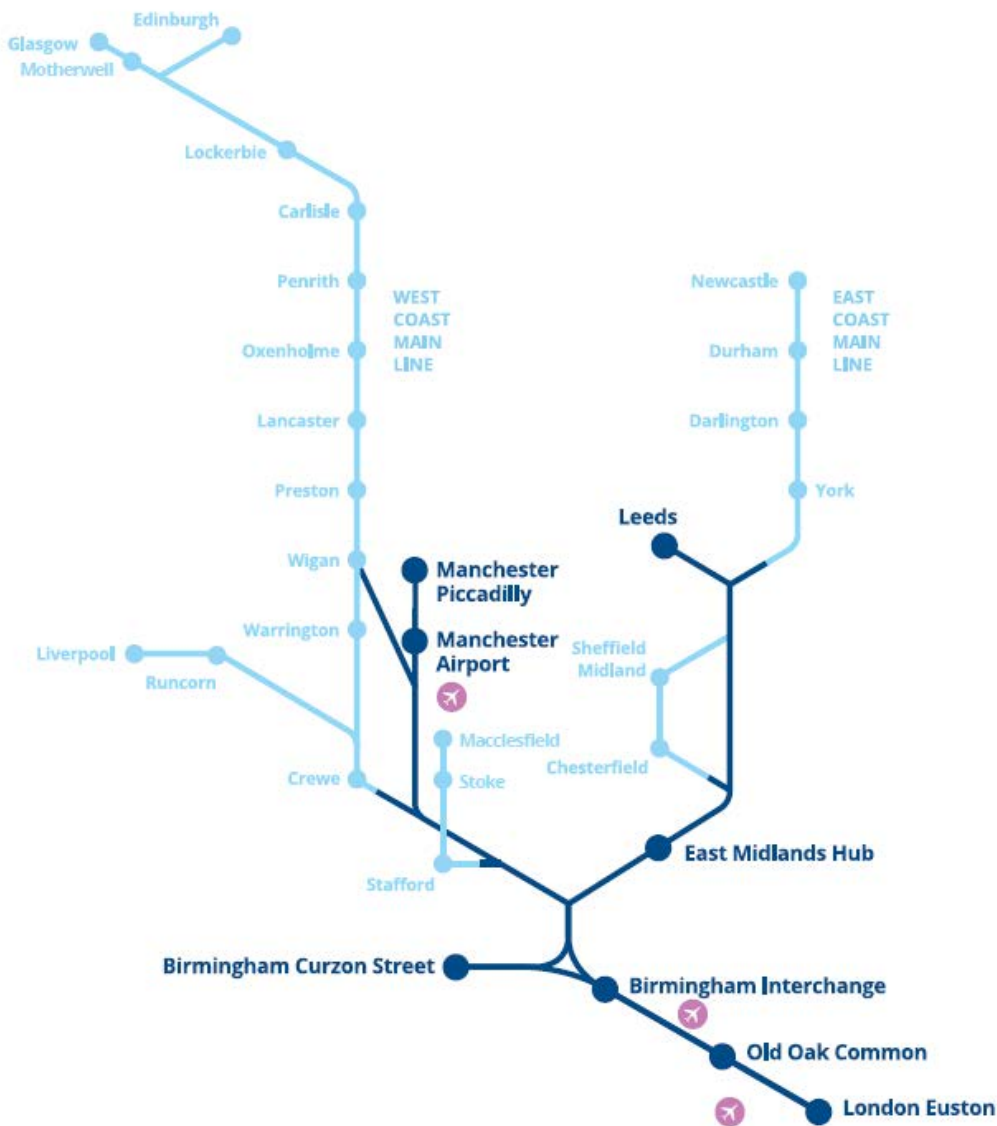 Edinburgh
Glasgow
Motherwell
Lockerbie
Carlisle
Penrith
Newcastle
WEST
COAST
MAIN
LINE
EAST
COAST
MAIN
LINE
Oxenholme
Durham
Lancaster
Darlington
Preston
York
Leeds
Wigan
Manchester
Piccadilly
Warrington
Manchester
Airport
Liverpool
Runcorn
Sheffield
Midland
Macclesfield
Chesterfield
Crewe
Stoke
East Midlands Hub
Stafford
Birmingham Curzon Street
Birmingham Interchange
Old Oak Common
London Euston